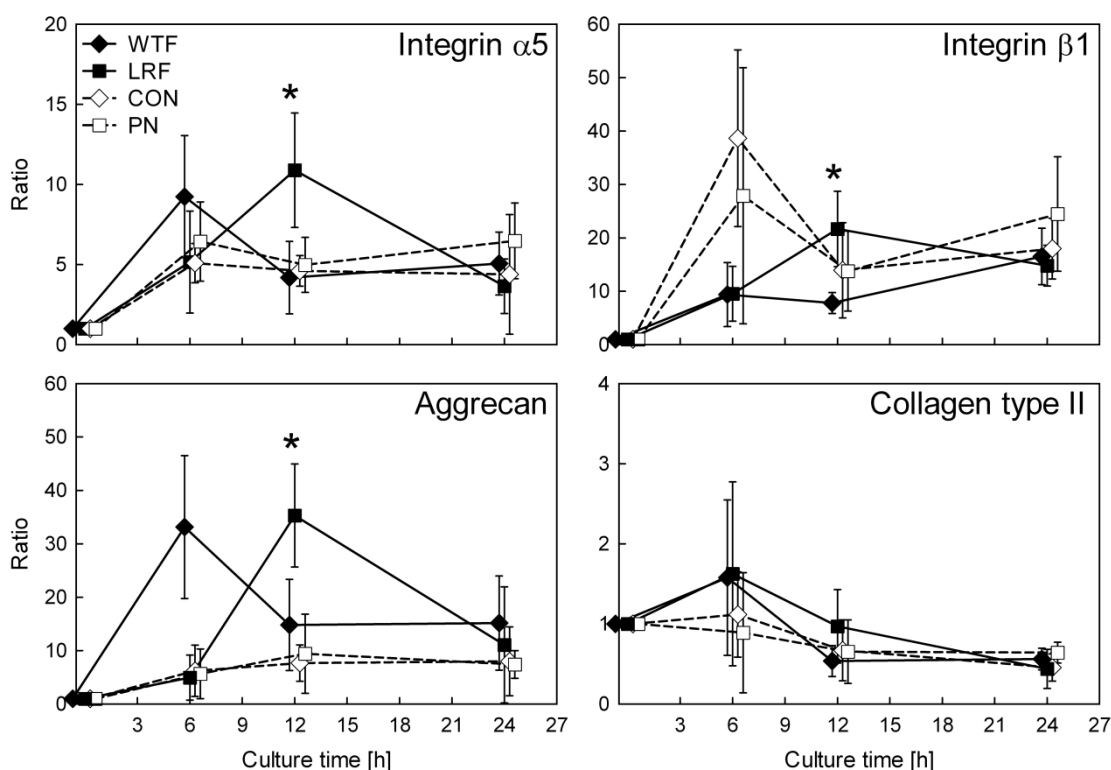 Integrin α5
WTF
LRF
CON
PN
*
Ratio
20
15
10
5
0
Integrin β1
*
60
50
40
30
20
10
0
Aggrecan
*
Ratio
60
50
40
30
20
10
0
3 6 9 12 15 18 21 24 27
Culture time [h]
Collagen type II
4
3
2
1
0
3 6 9 12 15 18 21 24 27
Culture time [h]